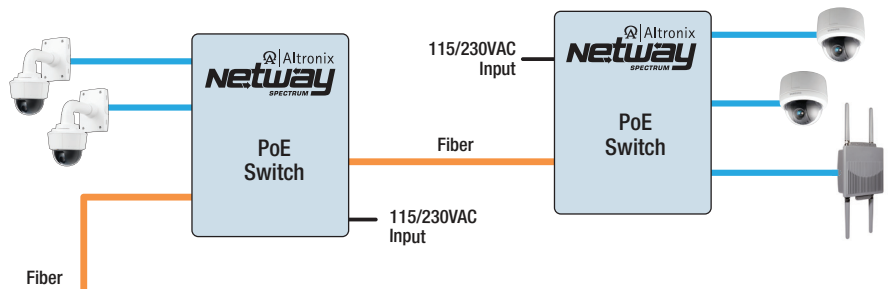 Altronix
Netway
SPECTRUM
PoE
Switch
115/230VAC
Input
Fiber
Fiber
115/230VAC
Input
Altronix
Netway
SPECTRUM
PoE
Switch